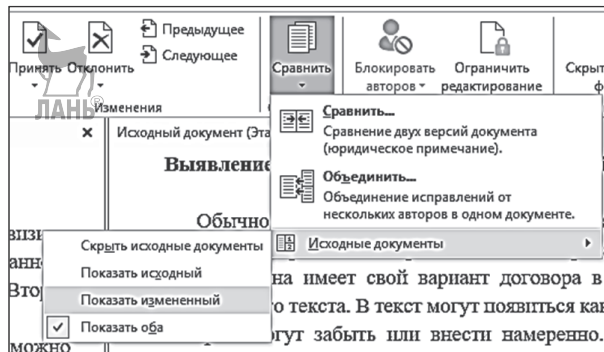 Предыдущее
Следующее
Принять Отклонить
Сравнить
Блокировать авторов
Ограничить редактирование
Скрыт
ф
Изменения
ЛАНЬ®
Исходный документ (Эта
Сравнить...
Сравнение двух версий документа
(юридическое примечание).
Объединить...
Объединение исправлений от
нескольких авторов в одном документе.
Исходные документы
Скрыть исходные документы
Показать исходный
Показать измененный
Показать оба
Выявление
Обычно
визи
анн
на имеет свой вариант договора в
Втор
о текста. В текст могут появиться как
можно
огут забыть или внести намеренно.